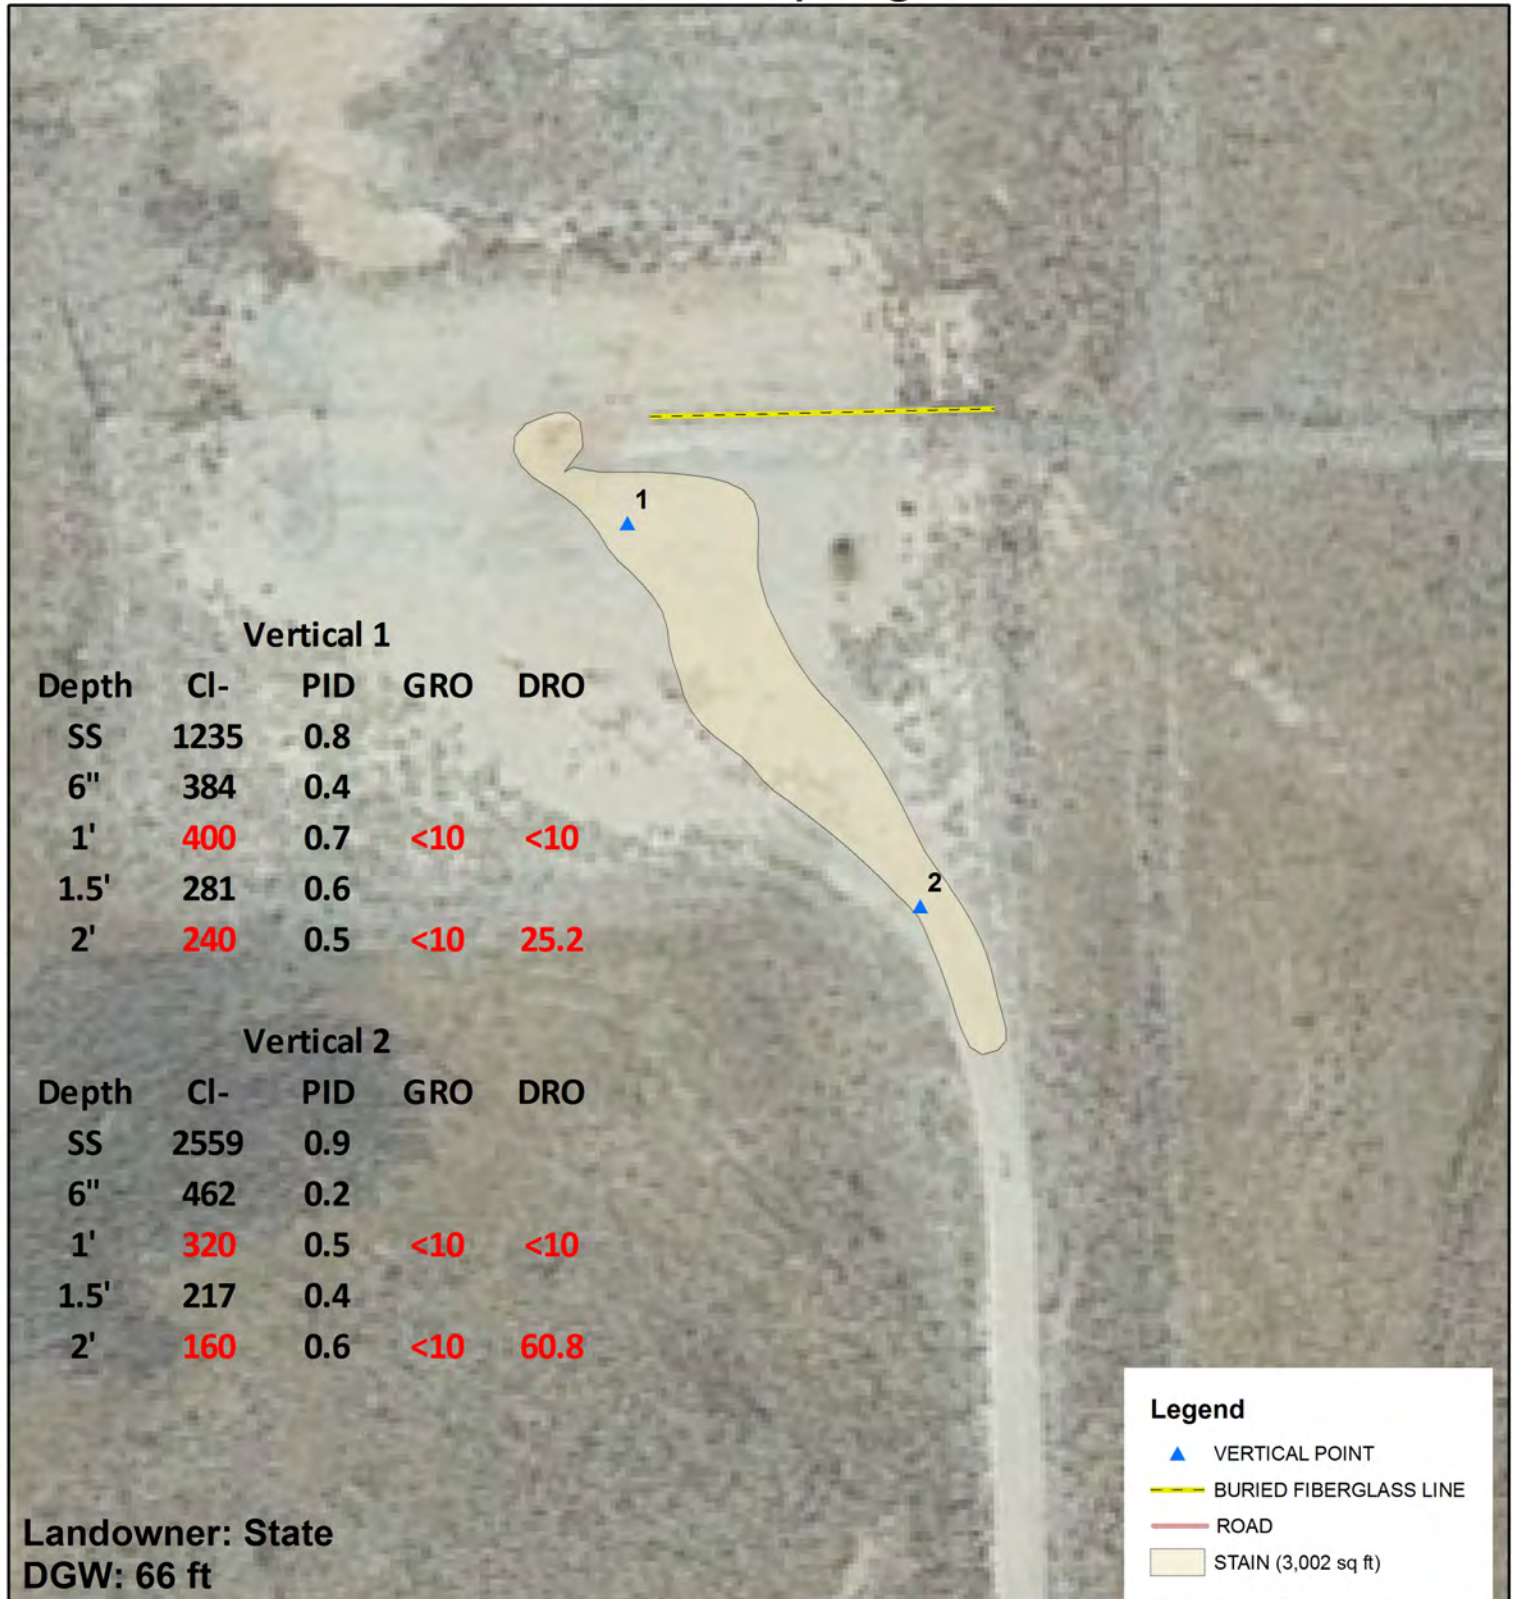 1
2
Vertical 1
Depth Cl- PID GRO DRO
SS 1235 0.8
6" 384 0.4
1' 400 0.7 <10 <10
1.5' 281 0.6
2' 240 0.5 <10 25.2
Vertical 2
Depth Cl- PID GRO DRO
SS 2559 0.9
6" 462 0.2
1' 320 0.5 <10 <10
1.5' 217 0.4
2' 160 0.6 <10 60.8
Landowner: State
DGW: 66 ft
Legend
VERTICAL POINT
BURIED FIBERGLASS LINE
ROAD
STAIN (3,002 sq ft)